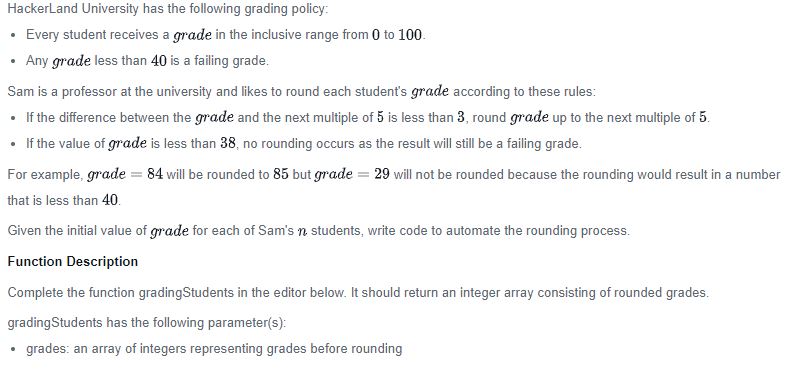 HackerLand University has the following grading policy:
• Every student receives a grade in the inclusive range from 0 to 100.
• Any grade less than 40 is a failing grade.
Sam is a professor at the university and likes to round each student's grade according to these rules:
• If the difference between the grade and the next multiple of 5 is less than 3, round grade up to the next multiple of 5.
• If the value of grade is less than 38, no rounding occurs as the result will still be a failing grade.
For example, grade = 84 will be rounded to 85 but grade = 29 will not be rounded because the rounding would result in a number
that is less than 40.
Given the initial value of grade for each of Sam's n students, write code to automate the rounding process.
Function Description
Complete the function gradingStudents in the editor below. It should return an integer array consisting of rounded grades.
gradingStudents has the following parameter(s):
• grades: an array of integers representing grades before rounding